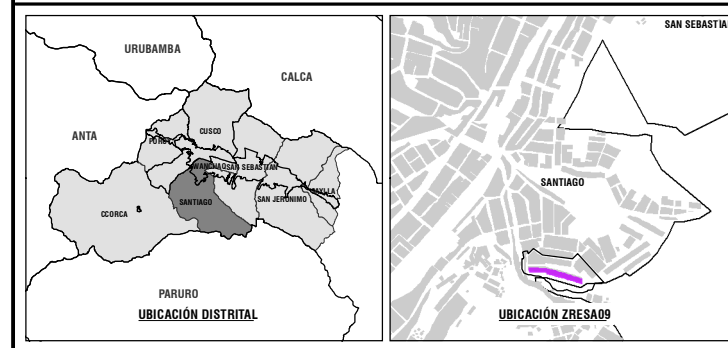 URUBAMBA
CALCA
ANTA
CUSCO
POROY
WANCHAQ
SAN SEBASTIAN
SAYLLA
SANTIAGO
SAN JERONIMO
CCORCA
PARURO
UBICACIÓN DISTRITAL
SAN SEBASTIA
SANTIAGO
UBICACIÓN ZRESA09